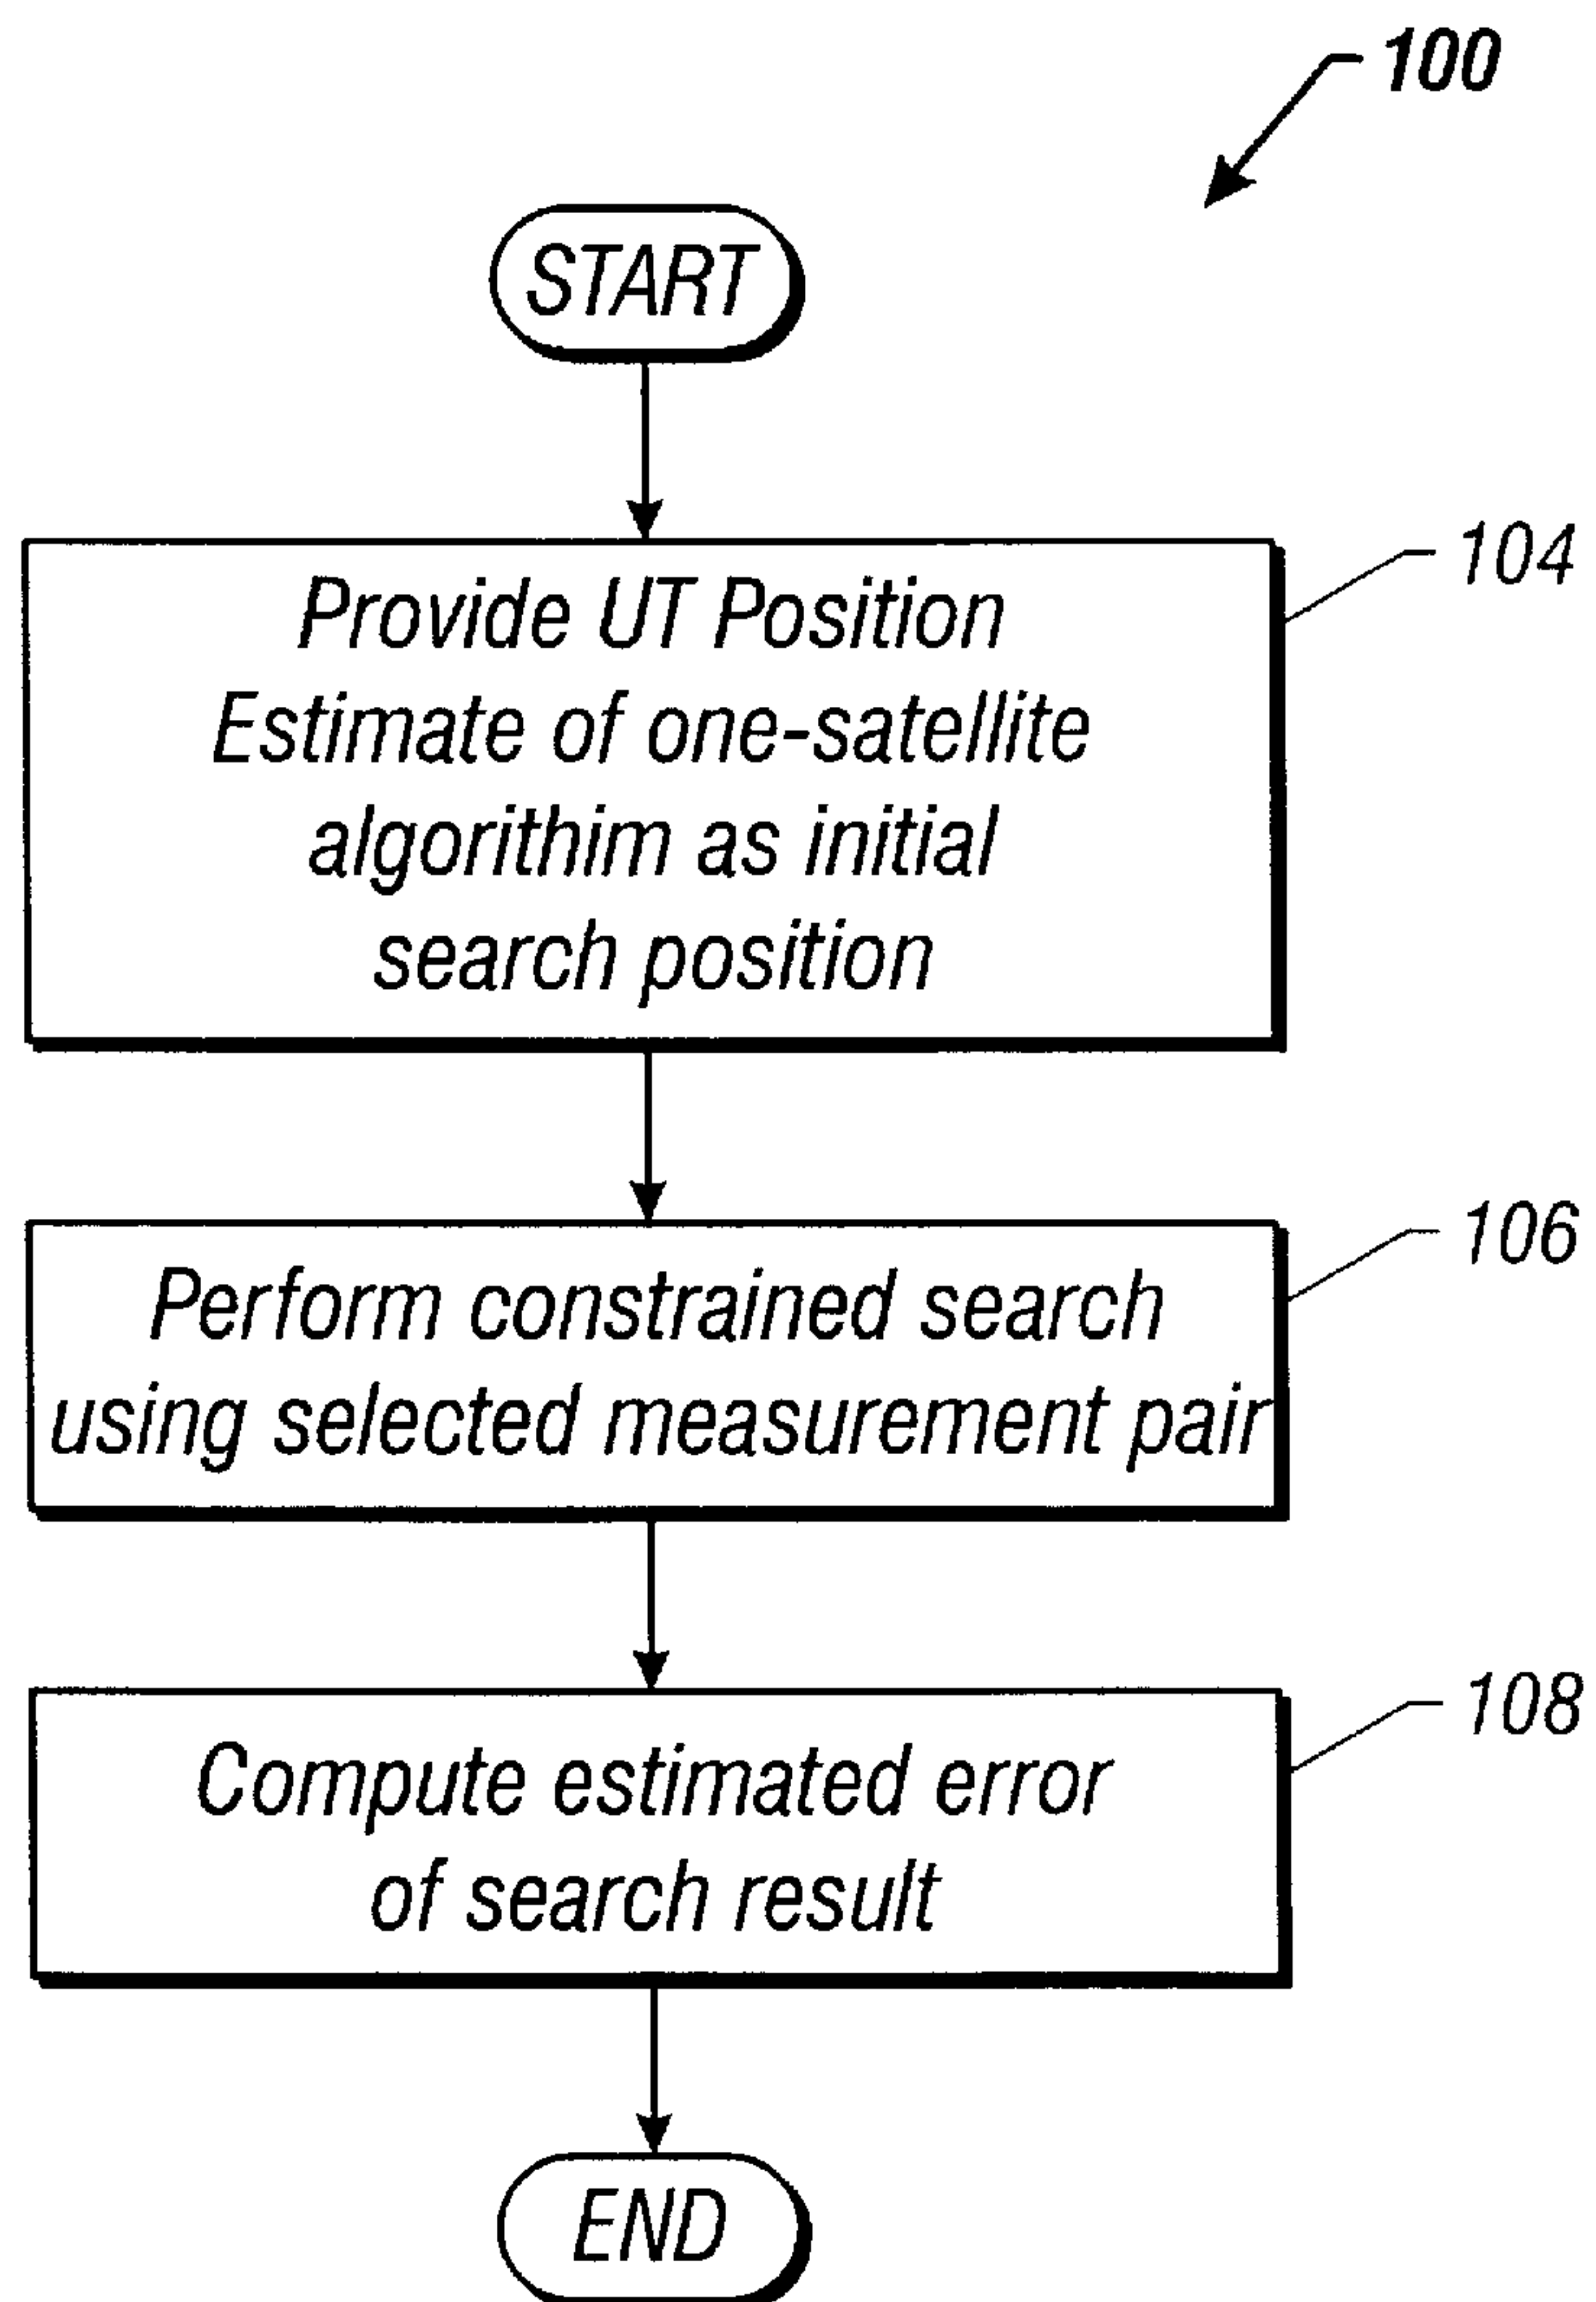 100
START
Provide UT Position
104
Estimate of one-satellite
algorithim as initial
search position
Perform constrained search
106
using selected measurement pair
Compute estimated error
108
of search result
END